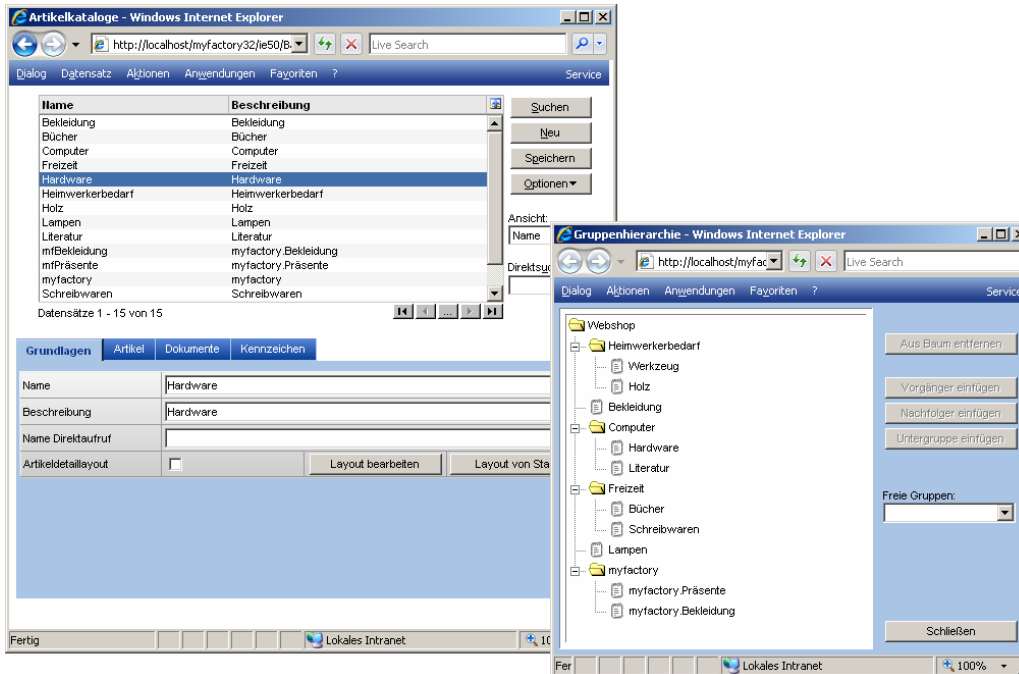 Artikelkataloge - Windows Internet Explorer
http://localhost/myfactory32/ie50/B
Live Search
Dialog Datensatz Aktionen Anwendungen Favoriten ? Service
Name Beschreibung
Bekleidung Bekleidung
Bücher Bücher
Computer Computer
Freizeit Freizeit
Hardware Hardware
Heimwerkerbedarf Heimwerkerbedarf
Holz Holz
Lampen Lampen
Literatur Literatur
mfBekleidung myfactory.Bekleidung
mfPräsente myfactory.Präsente
myfactory myfactory
Schreibwaren Schreibwaren
Datensätze 1 - 15 von 15
...
Suchen
Neu
Speichern
Optionen
Ansicht:
Name
Grundlagen Artikel Dokumente Kennzeichen
Name Hardware
Beschreibung Hardware
Name Direktaufruf
Artikeldetaillayout Layout bearbeiten Layout von
Fertig Lokales Intranet
Gruppenhierarchie - Windows Internet Explorer
http://localhost/myfac
Live Search
Dialog Aktionen Anwendungen Favoriten ? Service
Webshop
Heimwerkerbedarf
Werkzeug
Holz
Bekleidung
Computer
Hardware
Literatur
Freizeit
Bücher
Schreibwaren
Lampen
myfactory
myfactory.Präsente
myfactory.Bekleidung
Aus Baum entfernen
Vorgänger einfügen
Nachfolger einfügen
Untergruppe einfügen
Freie Gruppen:
Schließen
Fer Lokales Intranet 100%